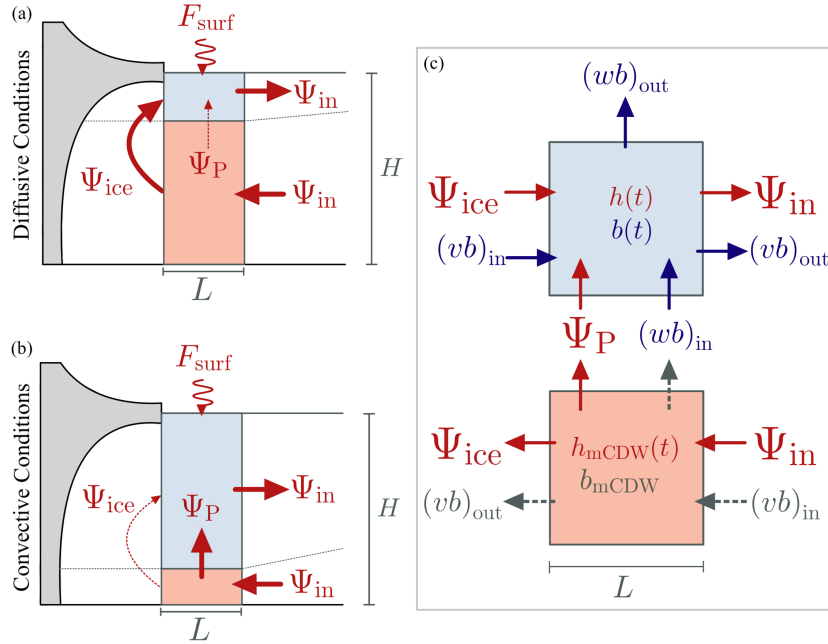 (a)
F_surf
Diffusive Conditions
Ψ_in
Ψ_P
Ψ_ice
Ψ_in
H
L
(b)
F_surf
Convective Conditions
Ψ_ice
Ψ_P
Ψ_in
H
Ψ_in
L
(c)
(wb)_out
Ψ_ice
h(t)
Ψ_in
b(t)
(vb)_in
(vb)_out
Ψ_P
(wb)_in
Ψ_ice
h_mCDW(t)
Ψ_in
b_mCDW
(vb)_out
(vb)_in
L